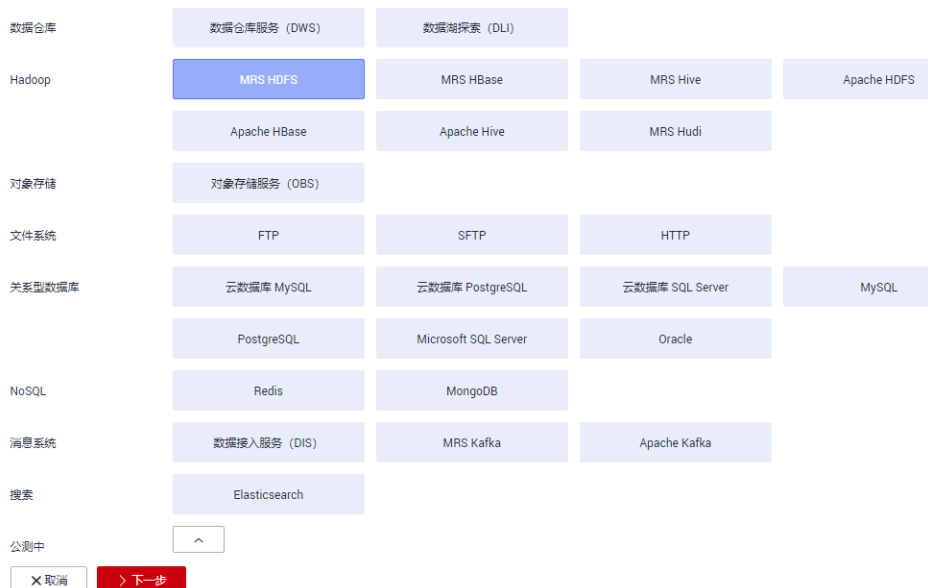 数据仓库 数据仓库服务（DWS） 数据湖探索（DLI）
Hadoop MRS HDFS MRS HBase MRS Hive Apache HDFS
Apache HBase Apache Hive MRS Hudi
对象存储 对象存储服务（OBS）
文件系统 FTP SFTP HTTP
关系型数据库 云数据库 MySQL 云数据库 PostgreSQL 云数据库 SQL Server MySQL
PostgreSQL Microsoft SQL Server Oracle
NoSQL Redis MongoDB
消息系统 数据接入服务（DIS） MRS Kafka Apache Kafka
搜索 Elasticsearch
公测中
取消 下一步